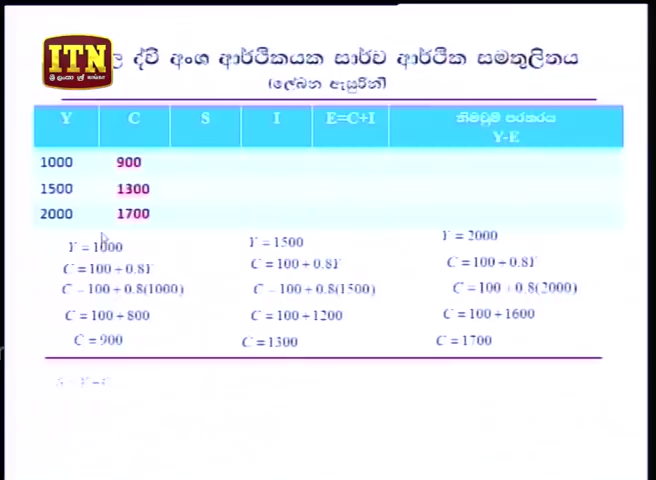 ITN
ද්වී අංශ ආර්ථිකයක සාර්ව ආර්ථික සමතුලිතය
(ලේඛන ඇසුරින්)
Y C S I E=C+I නිමවුම් පරතරය
Y-E
1000 900
1500 1300
2000 1700
Y = 1000 Y = 1500 Y = 2000
C = 100 + 0.8Y C = 100 + 0.8Y C = 100 + 0.8Y
C = 100 + 0.8(1000) C = 100 + 0.8(1500) C = 100 + 0.8(2000)
C = 100 + 800 C = 100 + 1200 C = 100 + 1600
C = 900 C = 1300 C = 1700